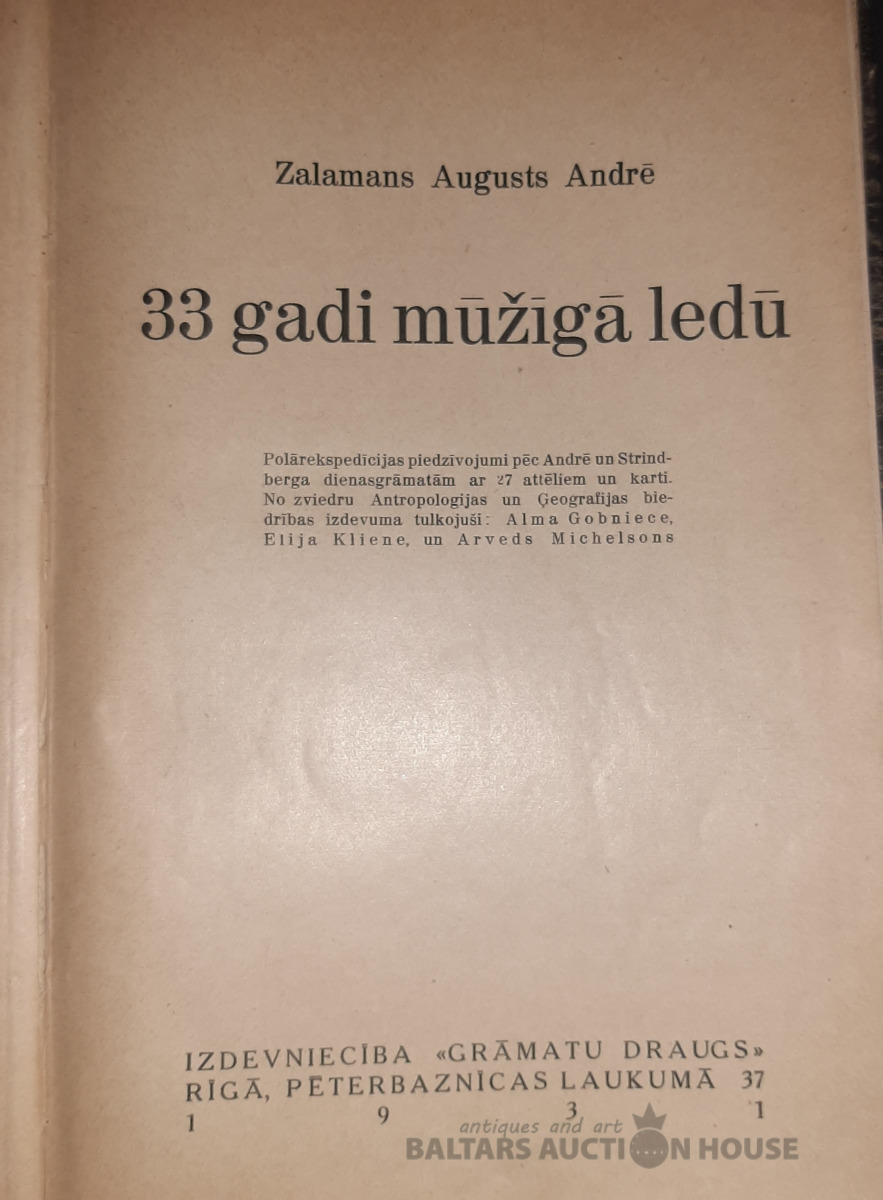 Zalamans Augusts Andrē
33 gadi mūžīgā ledū
Polārekspedīcijas piedzīvojumi pēc Andrē un Strind-
berga dienasgrāmatām ar 27 attēliem un karti.
No zviedru Antropoloģijas un Ģeografijas bie-
drības izdevuma tulkojuši: Alma Gobniece,
Elija Kliene, un Arveds Michelsons
IZDEVNIECĪBA «GRĀMATU DRAUGS»
RĪGĀ, PĒTERBAZNĪCAS LAUKUMĀ 37
1 9 3 1
antiques and art
BALTARS AUCTION HOUSE